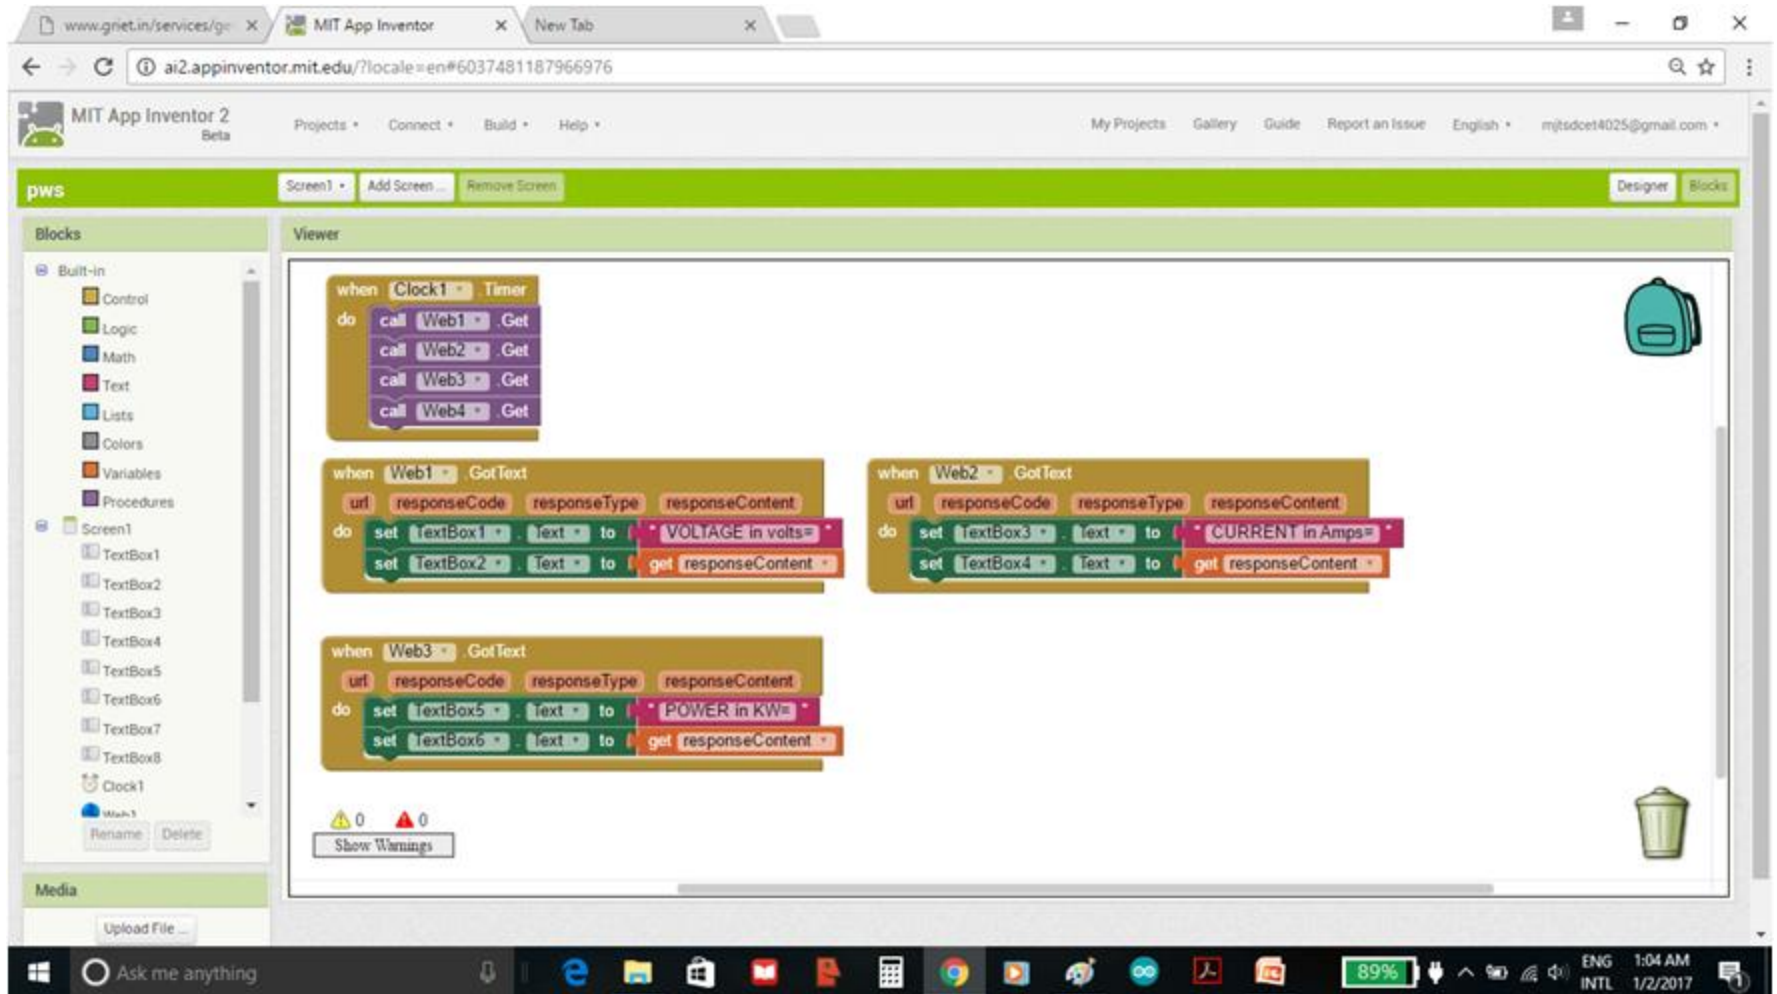 www.griet.in/services/ge
MIT App Inventor
New Tab
ai2.appinventor.mit.edu/?locale=en#6037481187966976
MIT App Inventor 2
Beta
Projects
Connect
Build
Help
My Projects
Gallery
Guide
Report an Issue
English
mjtsdcet4025@gmail.com
pws
Screen1
Add Screen ...
Remove Screen
Designer
Blocks
Blocks
Viewer
Built-in
Control
Logic
Math
Text
Lists
Colors
Variables
Procedures
Screen1
TextBox1
TextBox2
TextBox3
TextBox4
TextBox5
TextBox6
TextBox7
TextBox8
Clock1
Web1
Rename
Delete
Media
Upload File ...
when Clock1 .Timer
do call Web1 .Get
call Web2 .Get
call Web3 .Get
call Web4 .Get
when Web1 .GotText
url responseCode responseType responseContent
do set TextBox1 . Text to " VOLTAGE in volts= "
set TextBox2 . Text to get responseContent
when Web2 .GotText
url responseCode responseType responseContent
do set TextBox3 . Text to " CURRENT in Amps= "
set TextBox4 . Text to get responseContent
when Web3 .GotText
url responseCode responseType responseContent
do set TextBox5 . Text to " POWER in KW= "
set TextBox6 . Text to get responseContent
0 0
Show Warnings
Ask me anything
89%
ENG
INTL
1:04 AM
1/2/2017